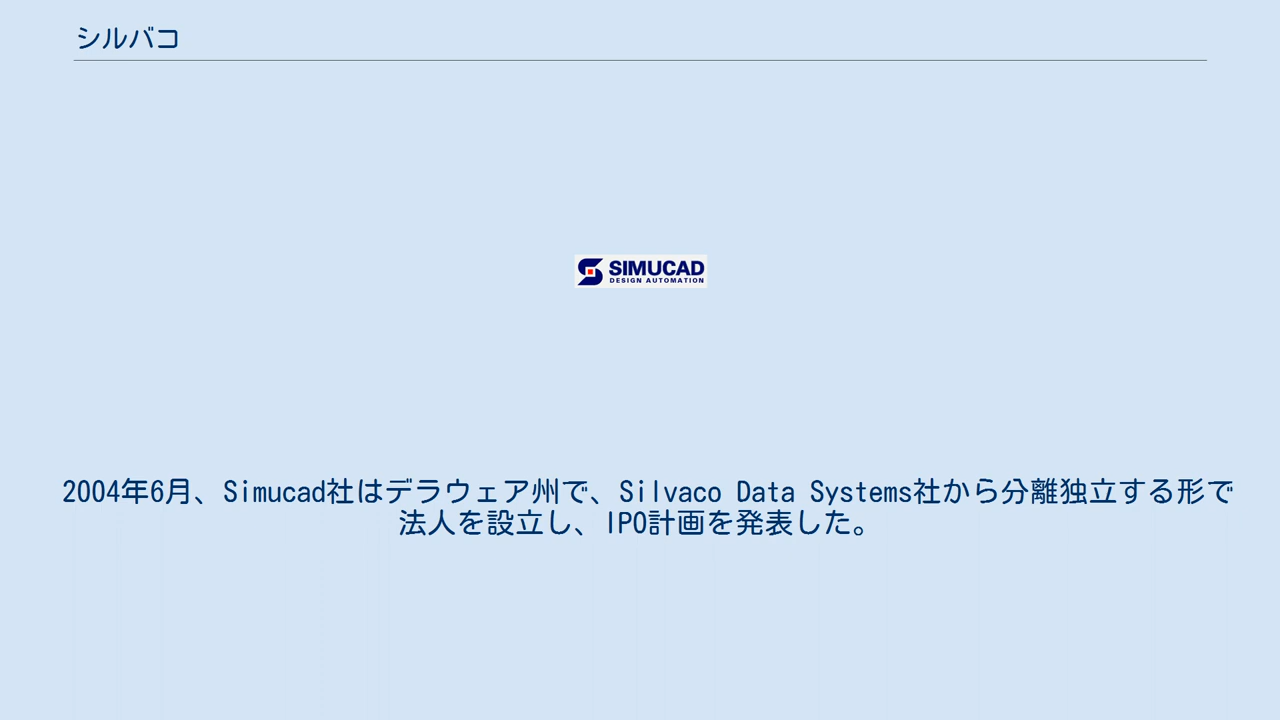 シルバコ
SIMUCAD
DESIGN AUTOMATION
2004年6月、Simucad社はデラウェア州で、Silvaco Data Systems社から分離独立する形で
法人を設立し、IPO計画を発表した。